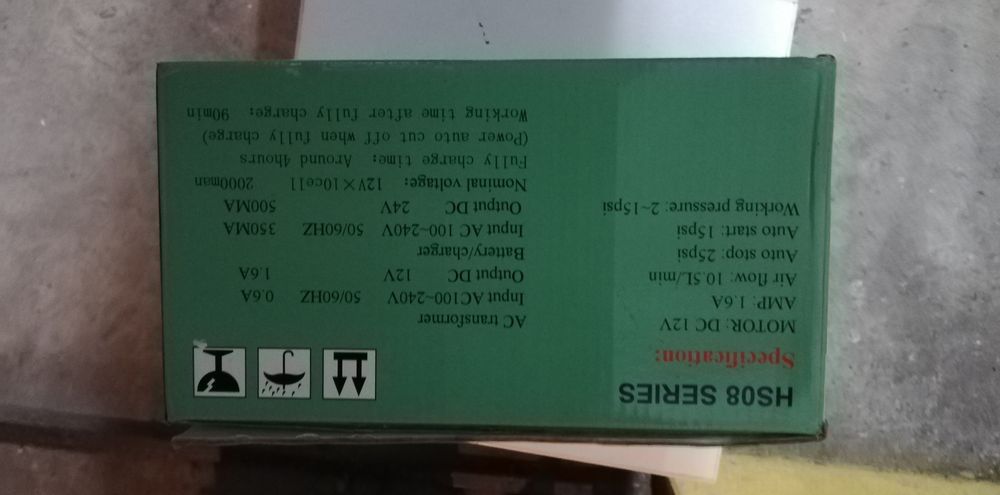 HS08 SERIES
Specification:
MOTOR: DC 12V
AMP: 1.6A
Air flow: 10.5L/min
Auto stop: 25psi
Auto start: 15psi
Working pressure: 2~15psi
AC transformer
Input AC100~240V 50/60HZ 0.6A
Output DC 12V 1.6A
Battery/charger
Input AC 100~240V 50/60HZ 350MA
Output DC 24V 500MA
Nominal voltage: 12V×10cell 2000man
Fully charge time: Around 4hours
(Power auto cut off when fully charge)
Working time after fully charge: 90min